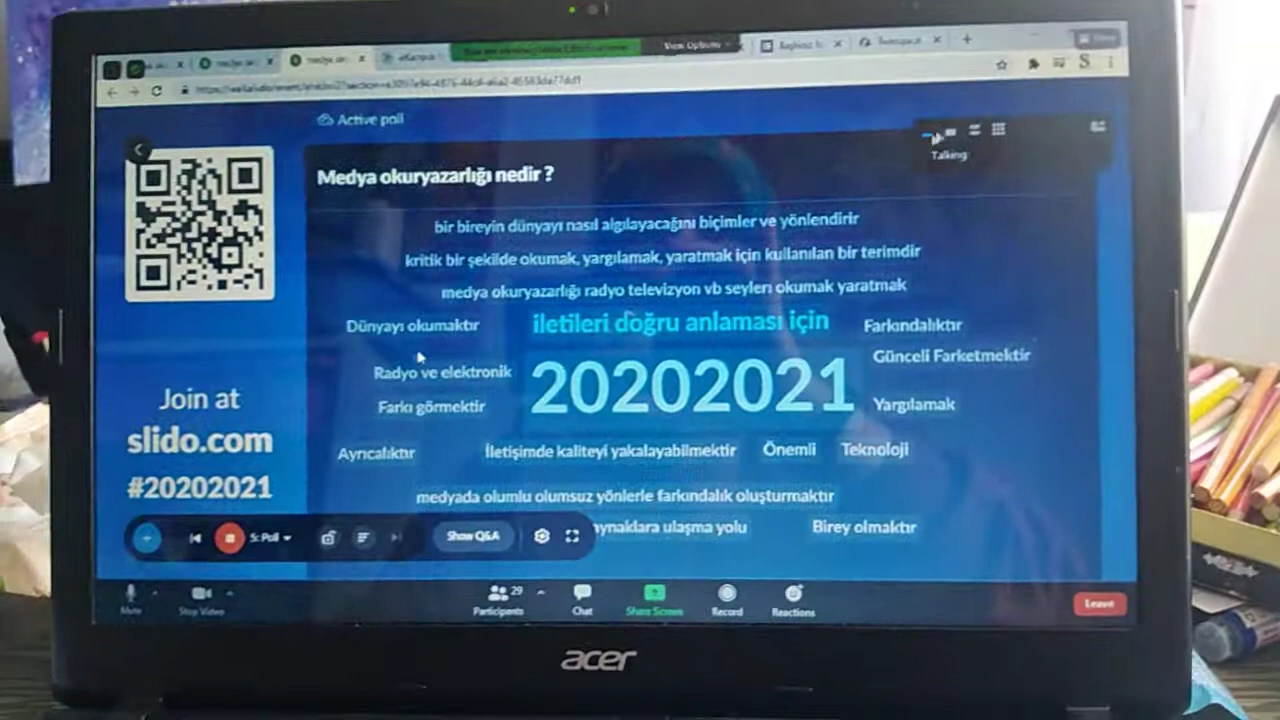 View Options
Active poll
Talking
Medya okuryazarlığı nedir ?
bir bireyin dünyayı nasıl algılayacağını biçimler ve yönlendirir
kritik bir şekilde okumak, yargılamak, yaratmak için kullanılan bir terimdir
medya okuryazarlığı radyo televizyon vb seyleri okumak yaratmak
Dünyayı okumaktır
iletileri doğru anlaması için
Farkındalıktır
Günceli Farketmektir
Radyo ve elektronik
20202021
Farkı görmektir
Yargılamak
Join at
slido.com
#20202021
Ayrıcalıktır
İletişimde kaliteyi yakalayabilmektir
Önemli
Teknoloji
medyada olumlu olumsuz yönlerle farkındalık oluşturmaktır
ynaklara ulaşma yolu
Birey olmaktır
5: Poll
Show Q&A
Mute
Stop Video
29
Participants
Chat
Share Screen
Record
Reactions
Leave
acer